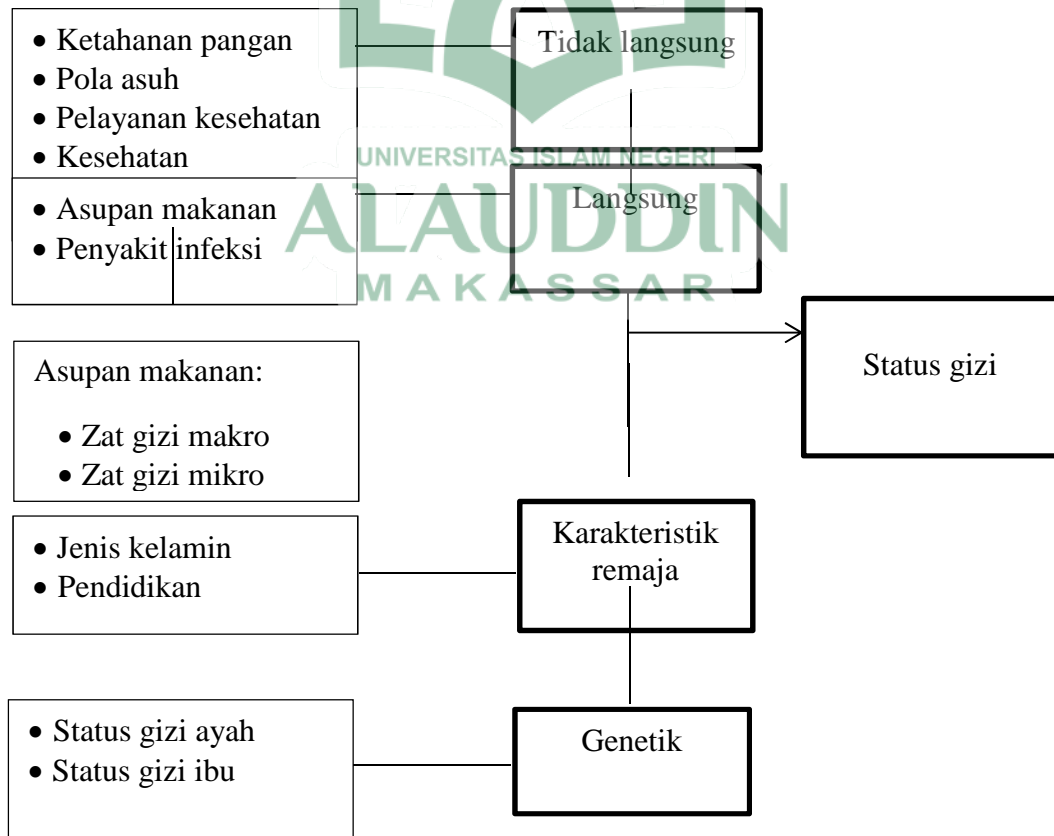 • Ketahanan pangan
• Pola asuh
• Pelayanan kesehatan
• Kesehatan
Tidak langsung
UNIVERSITAS ISLAM NEGERI
ALAUDDIN
MAKASSAR
• Asupan makanan
• Penyakit infeksi
Langsung
Status gizi
Asupan makanan:
• Zat gizi makro
• Zat gizi mikro
• Jenis kelamin
• Pendidikan
Karakteristik
remaja
• Status gizi ayah
• Status gizi ibu
Genetik